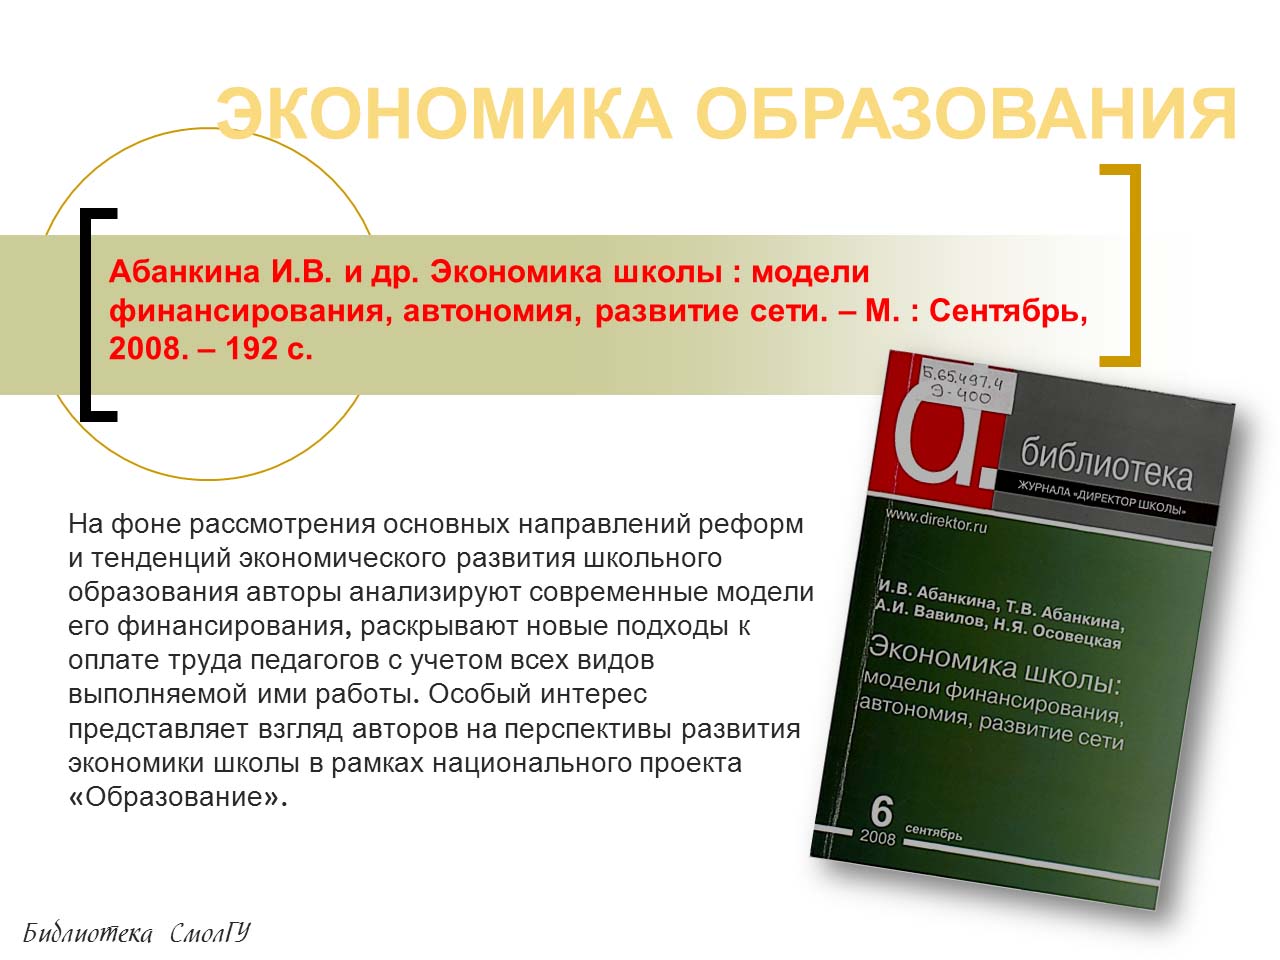 ЭКОНОМИКА ОБРАЗОВАНИЯ
Абанкина И.В. и др. Экономика школы : модели
финансирования, автономия, развитие сети. – М. : Сентябрь,
2008. – 192 с.
На фоне рассмотрения основных направлений реформ
и тенденций экономического развития школьного
образования авторы анализируют современные модели
его финансирования, раскрывают новые подходы к
оплате труда педагогов с учетом всех видов
выполняемой ими работы. Особый интерес
представляет взгляд авторов на перспективы развития
экономики школы в рамках национального проекта
«Образование».
Б.65.497.4
Э-400
d.
библиотека
ЖУРНАЛА «ДИРЕКТОР ШКОЛЫ»
www.direktor.ru
И.В. Абанкина, Т.В. Абанкина,
А.И. Вавилов, Н.Я. Осовецкая
Экономика школы:
модели финансирования,
автономия, развитие сети
6
2008 сентябрь
Библиотека СмолГУ